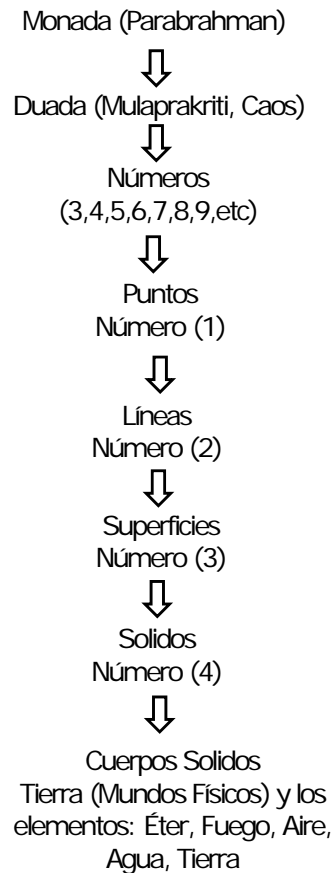 Monada (Parabrahman)
Duada (Mulaprakriti, Caos)
Números
(3,4,5,6,7,8,9,etc)
Puntos
Número (1)
Líneas
Número (2)
Superficies
Número (3)
Solidos
Número (4)
Cuerpos Solidos
Tierra (Mundos Físicos) y los
elementos: Éter, Fuego, Aire,
Agua, Tierra